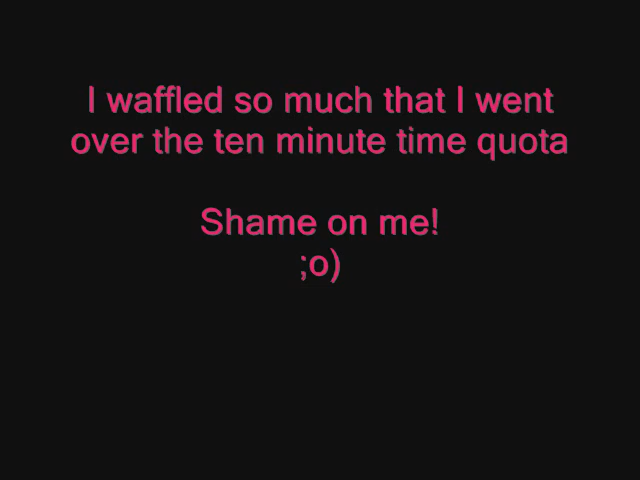 I waffled so much that I went
over the ten minute time quota
Shame on me!
;o)